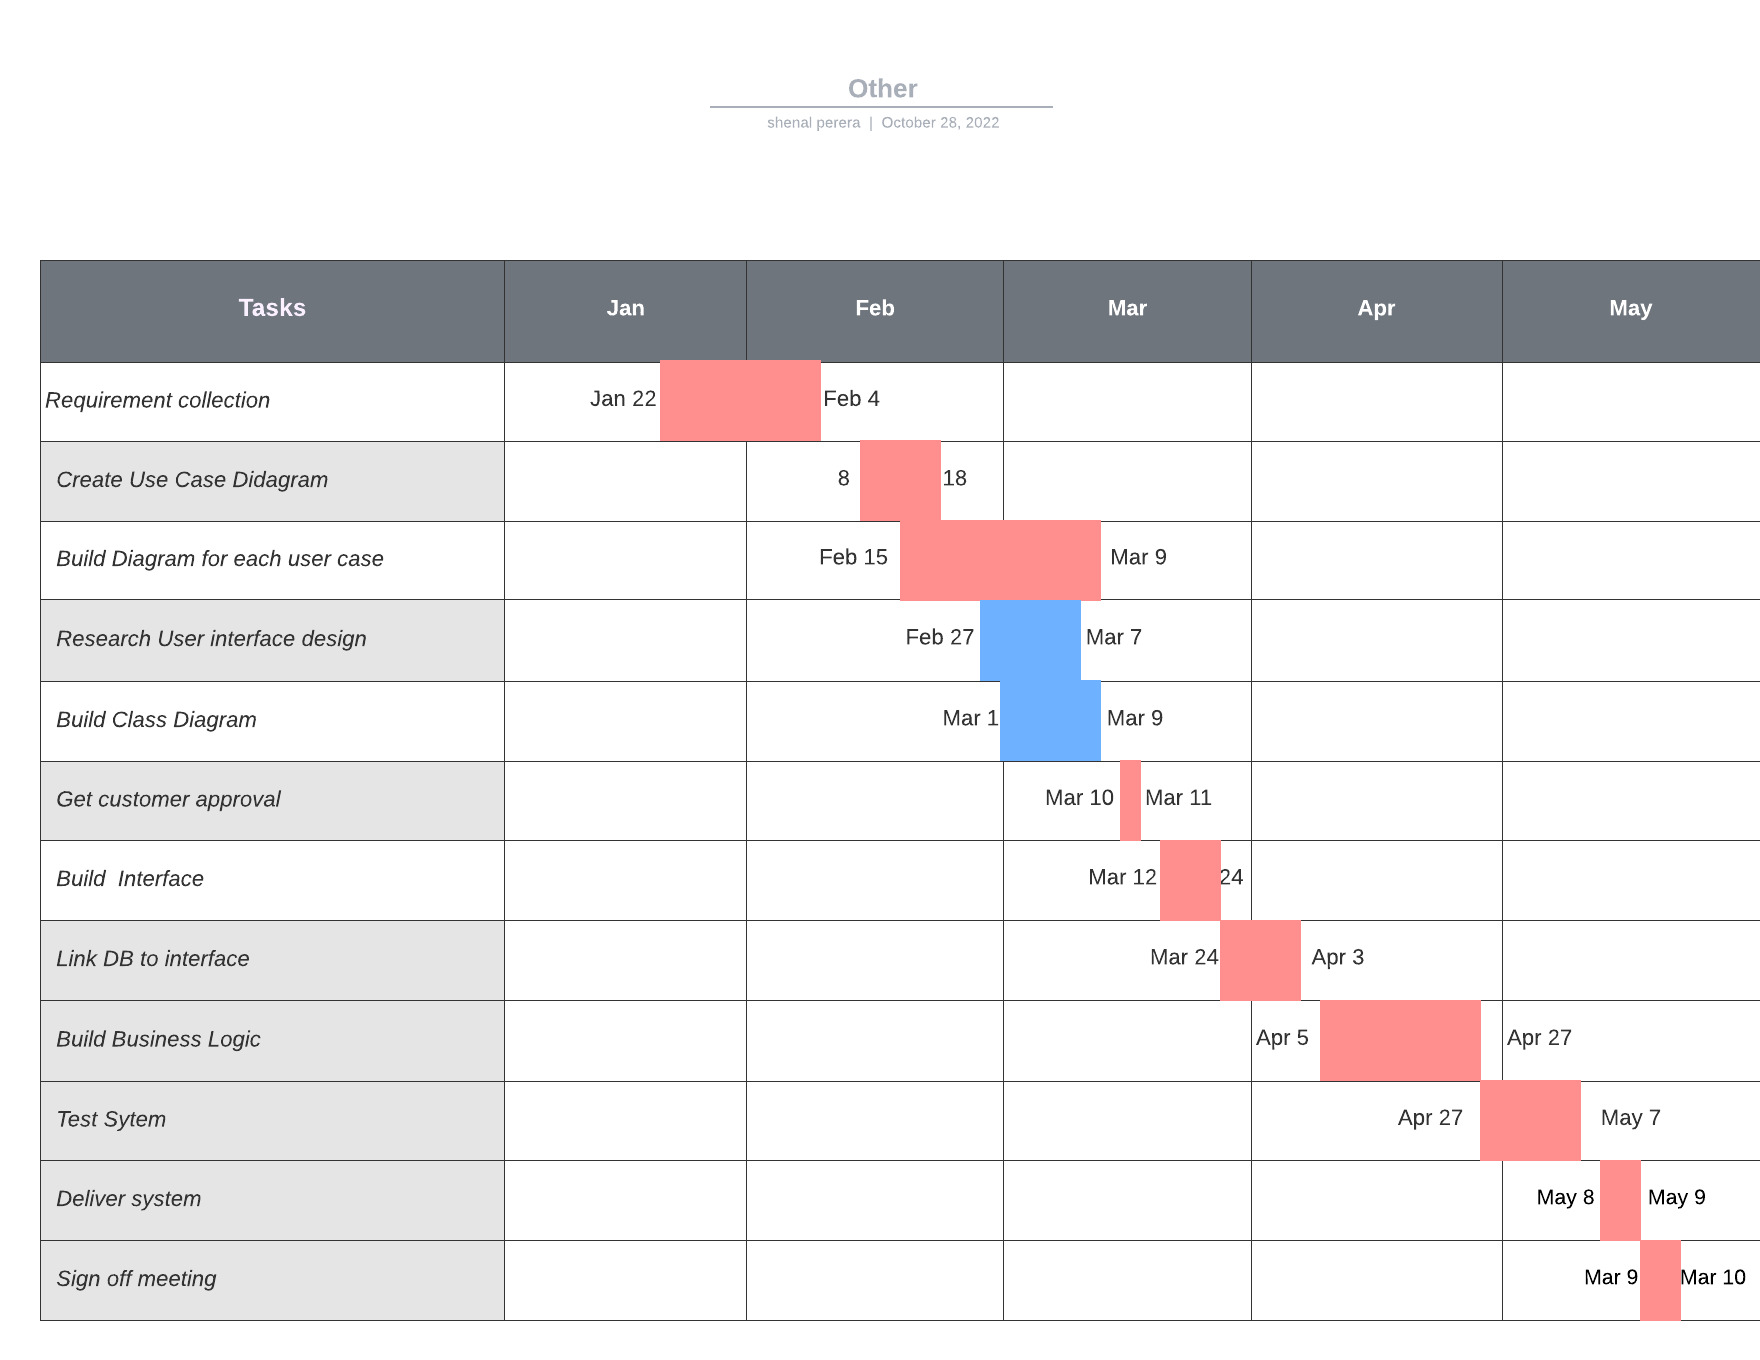 Other
shenal perera | October 28, 2022
Tasks Jan Feb Mar Apr May
Requirement collection Jan 22 Feb 4
Create Use Case Didagram 8 18
Build Diagram for each user case Feb 15 Mar 9
Research User interface design Feb 27 Mar 7
Build Class Diagram Mar 1 Mar 9
Get customer approval Mar 10 Mar 11
Build Interface Mar 12 24
Link DB to interface Mar 24 Apr 3
Build Business Logic Apr 5 Apr 27
Test Sytem Apr 27 May 7
Deliver system May 8 May 9
Sign off meeting Mar 9 Mar 10